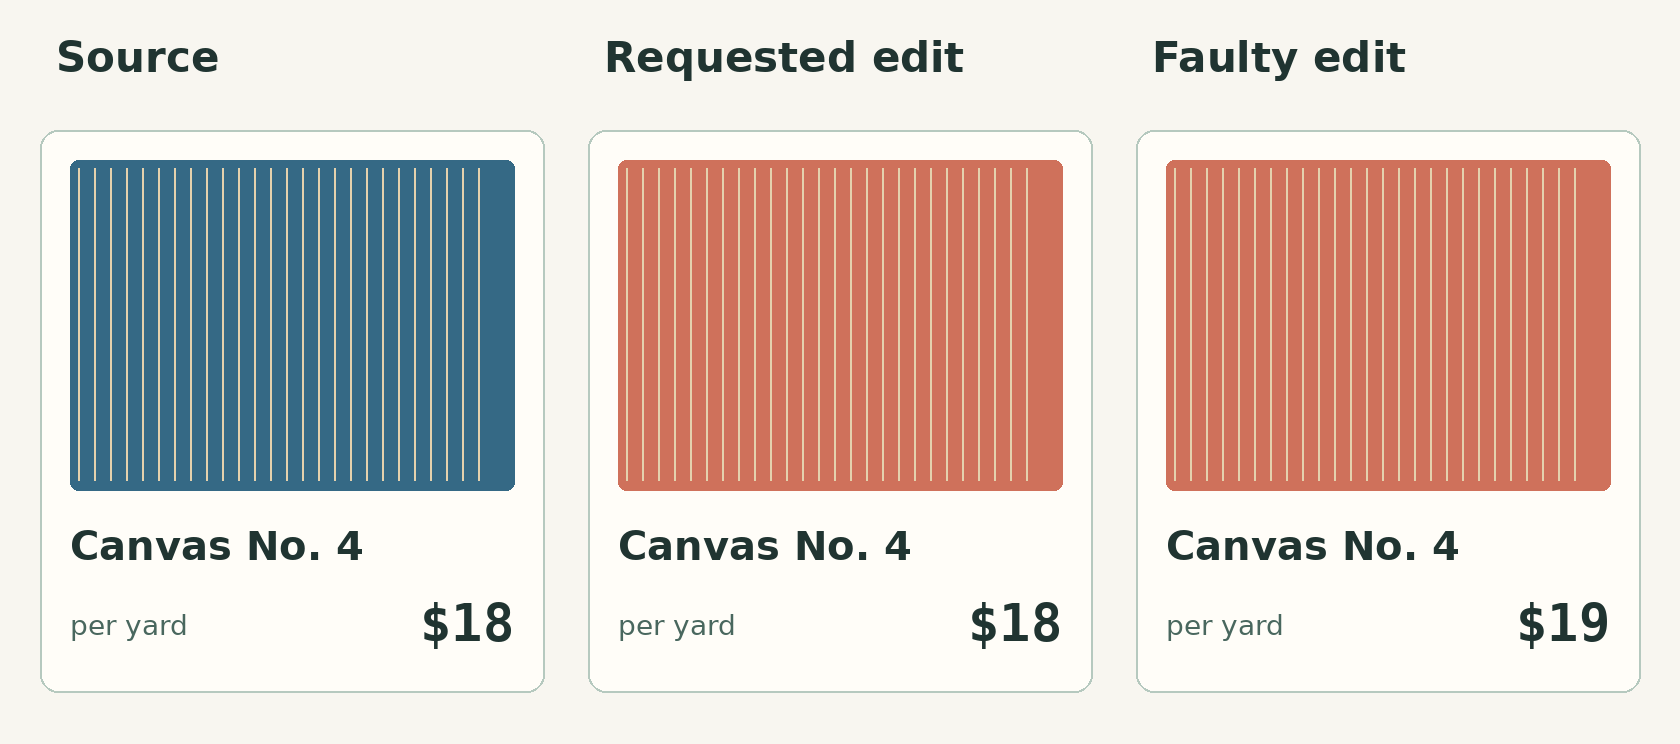 Source
Requested edit
Faulty edit
Canvas No. 4
per yard
$18
Canvas No. 4
per yard
$18
Canvas No. 4
per yard
$19